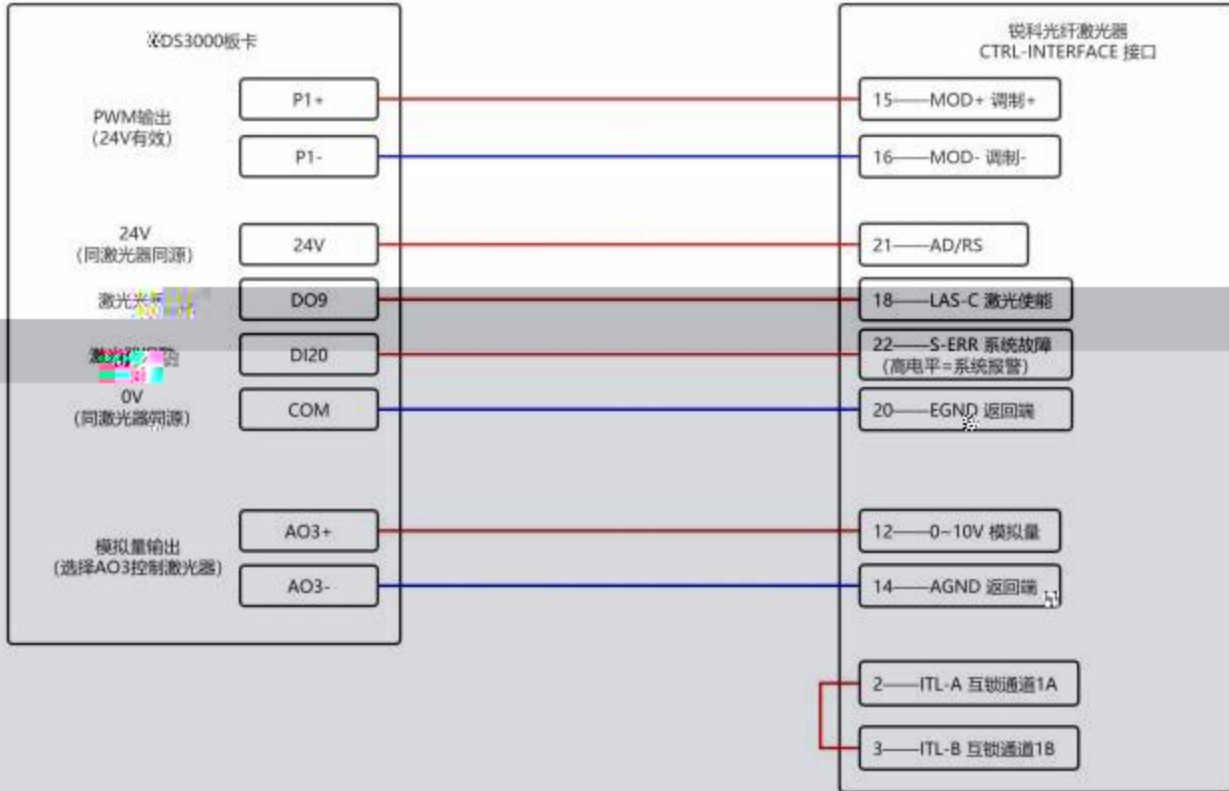 DS3000板卡
锐科光纤激光器
CTRL-INTERFACE 接口
PWM输出
(24V有效)
P1+
15——MOD+ 调制+
P1-
16——MOD- 调制-
24V
(同激光器同源)
24V
21——AD/RS
激光
DO9
18——LAS-C 激光使能
DI20
22——S-ERR 系统故障
(高电平=系统报警)
0V
(同激光器同源)
COM
20——EGND 返回端
模拟量输出
(选择AO3控制激光器)
AO3+
12——0~10V 模拟量
AO3-
14——AGND 返回端
2——ITL-A 互锁通道1A
3——ITL-B 互锁通道1B